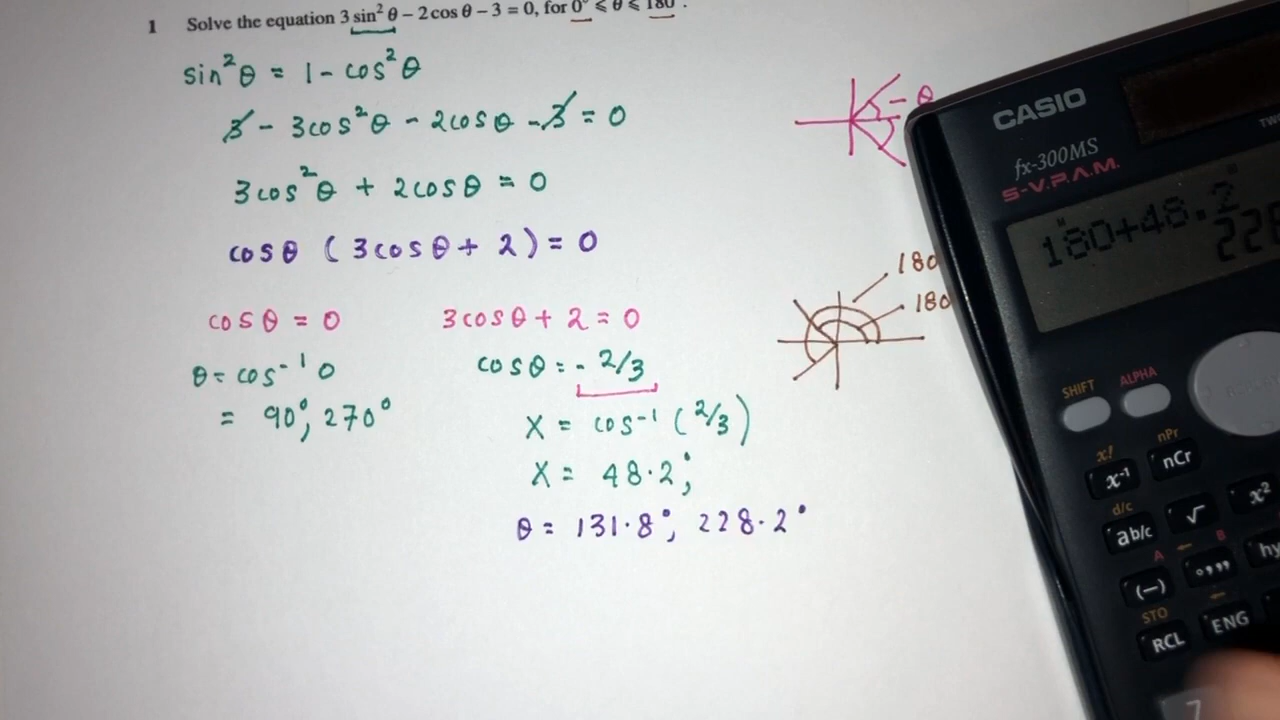 1 Solve the equation 3 sin² θ − 2 cos θ − 3 = 0, for 0° ⩽ θ ⩽ 180°.
sin²θ = 1 - cos²θ
3 - 3cos²θ - 2cosθ - 3 = 0
3cos²θ + 2cosθ = 0
cosθ ( 3cosθ + 2 ) = 0
cosθ = 0
θ = cos⁻¹ 0
= 90°, 270°
3cosθ + 2 = 0
cosθ = - 2/3
X = cos⁻¹ (2/3)
X = 48.2°,
θ = 131.8°, 228.2°
θ
180
180
CASIO
fx-300MS
S-V.P.A.M.
180+48.2
228
SHIFT ALPHA
x! nPr
x⁻¹ nCr
d/c
ab/c √ x²
A B
(−) °,,, hy
STO
RCL ENG
7